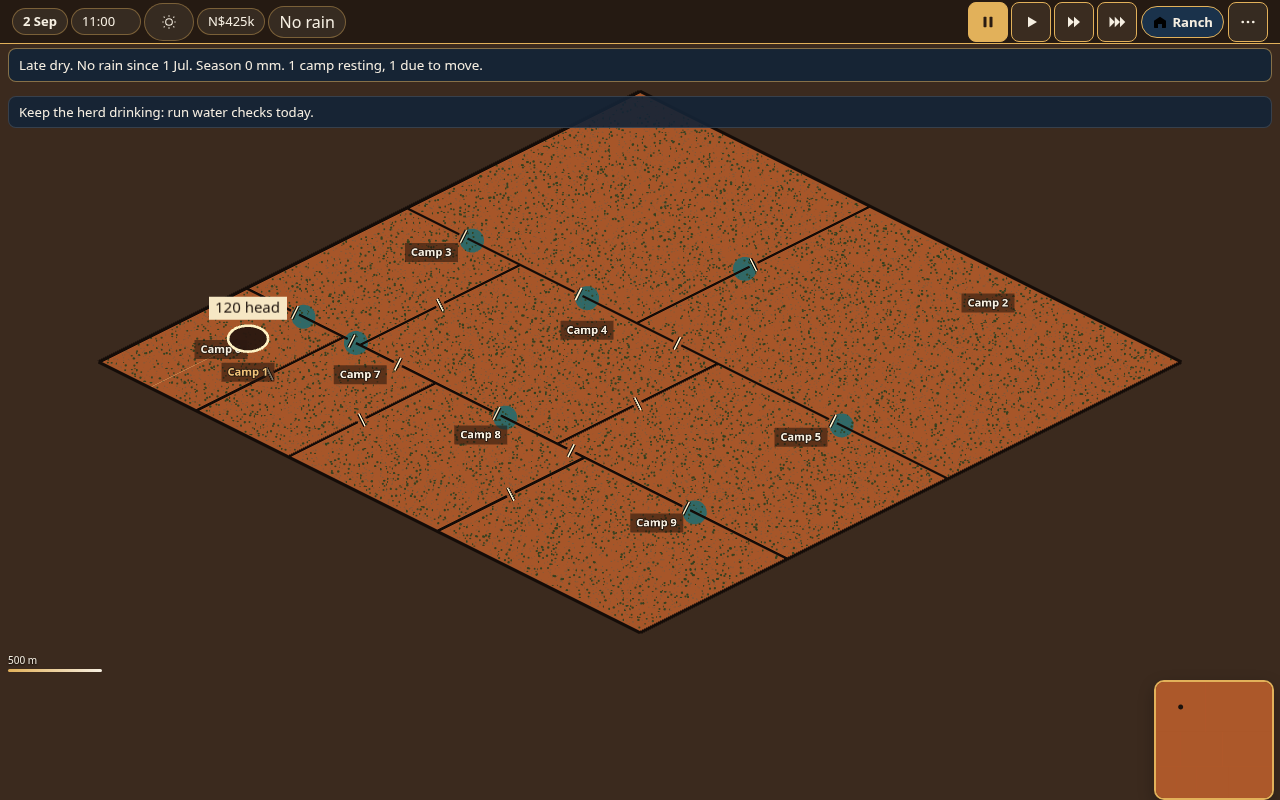 2 Sep
11:00
N$425k
No rain
Ranch
Late dry. No rain since 1 Jul. Season 0 mm. 1 camp resting, 1 due to move.
Keep the herd drinking: run water checks today.
Camp 3
Camp 2
120 head
Camp 4
Camp
Camp 1
Camp 7
Camp 8
Camp 5
Camp 9
500 m